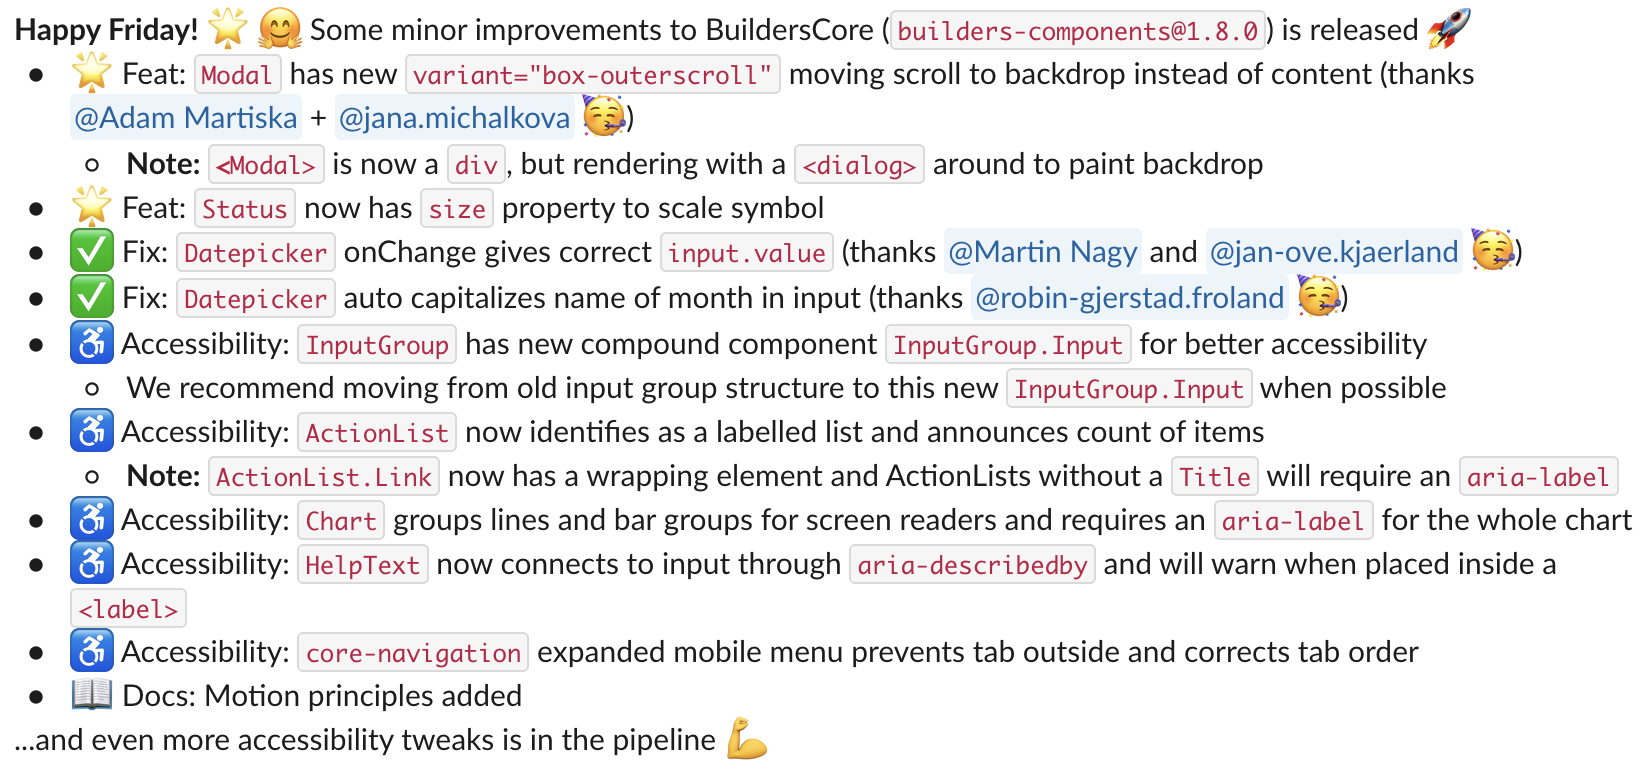 Happy Friday! 🌟 🤗 Some minor improvements to BuildersCore (builders-components@1.8.0) is released 🚀
• 🌟 Feat: Modal has new variant="box-outerscroll" moving scroll to backdrop instead of content (thanks
@Adam Martiska + @jana.michalkova 🥳)
◦ Note: <Modal> is now a div, but rendering with a <dialog> around to paint backdrop
• 🌟 Feat: Status now has size property to scale symbol
• ✅ Fix: Datepicker onChange gives correct input.value (thanks @Martin Nagy and @jan-ove.kjaerland 🥳)
• ✅ Fix: Datepicker auto capitalizes name of month in input (thanks @robin-gjerstad.froland 🥳)
• ♿ Accessibility: InputGroup has new compound component InputGroup.Input for better accessibility
◦ We recommend moving from old input group structure to this new InputGroup.Input when possible
• ♿ Accessibility: ActionList now identifies as a labelled list and announces count of items
◦ Note: ActionList.Link now has a wrapping element and ActionLists without a Title will require an aria-label
• ♿ Accessibility: Chart groups lines and bar groups for screen readers and requires an aria-label for the whole chart
• ♿ Accessibility: HelpText now connects to input through aria-describedby and will warn when placed inside a
<label>
• ♿ Accessibility: core-navigation expanded mobile menu prevents tab outside and corrects tab order
• 📖 Docs: Motion principles added
...and even more accessibility tweaks is in the pipeline 💪